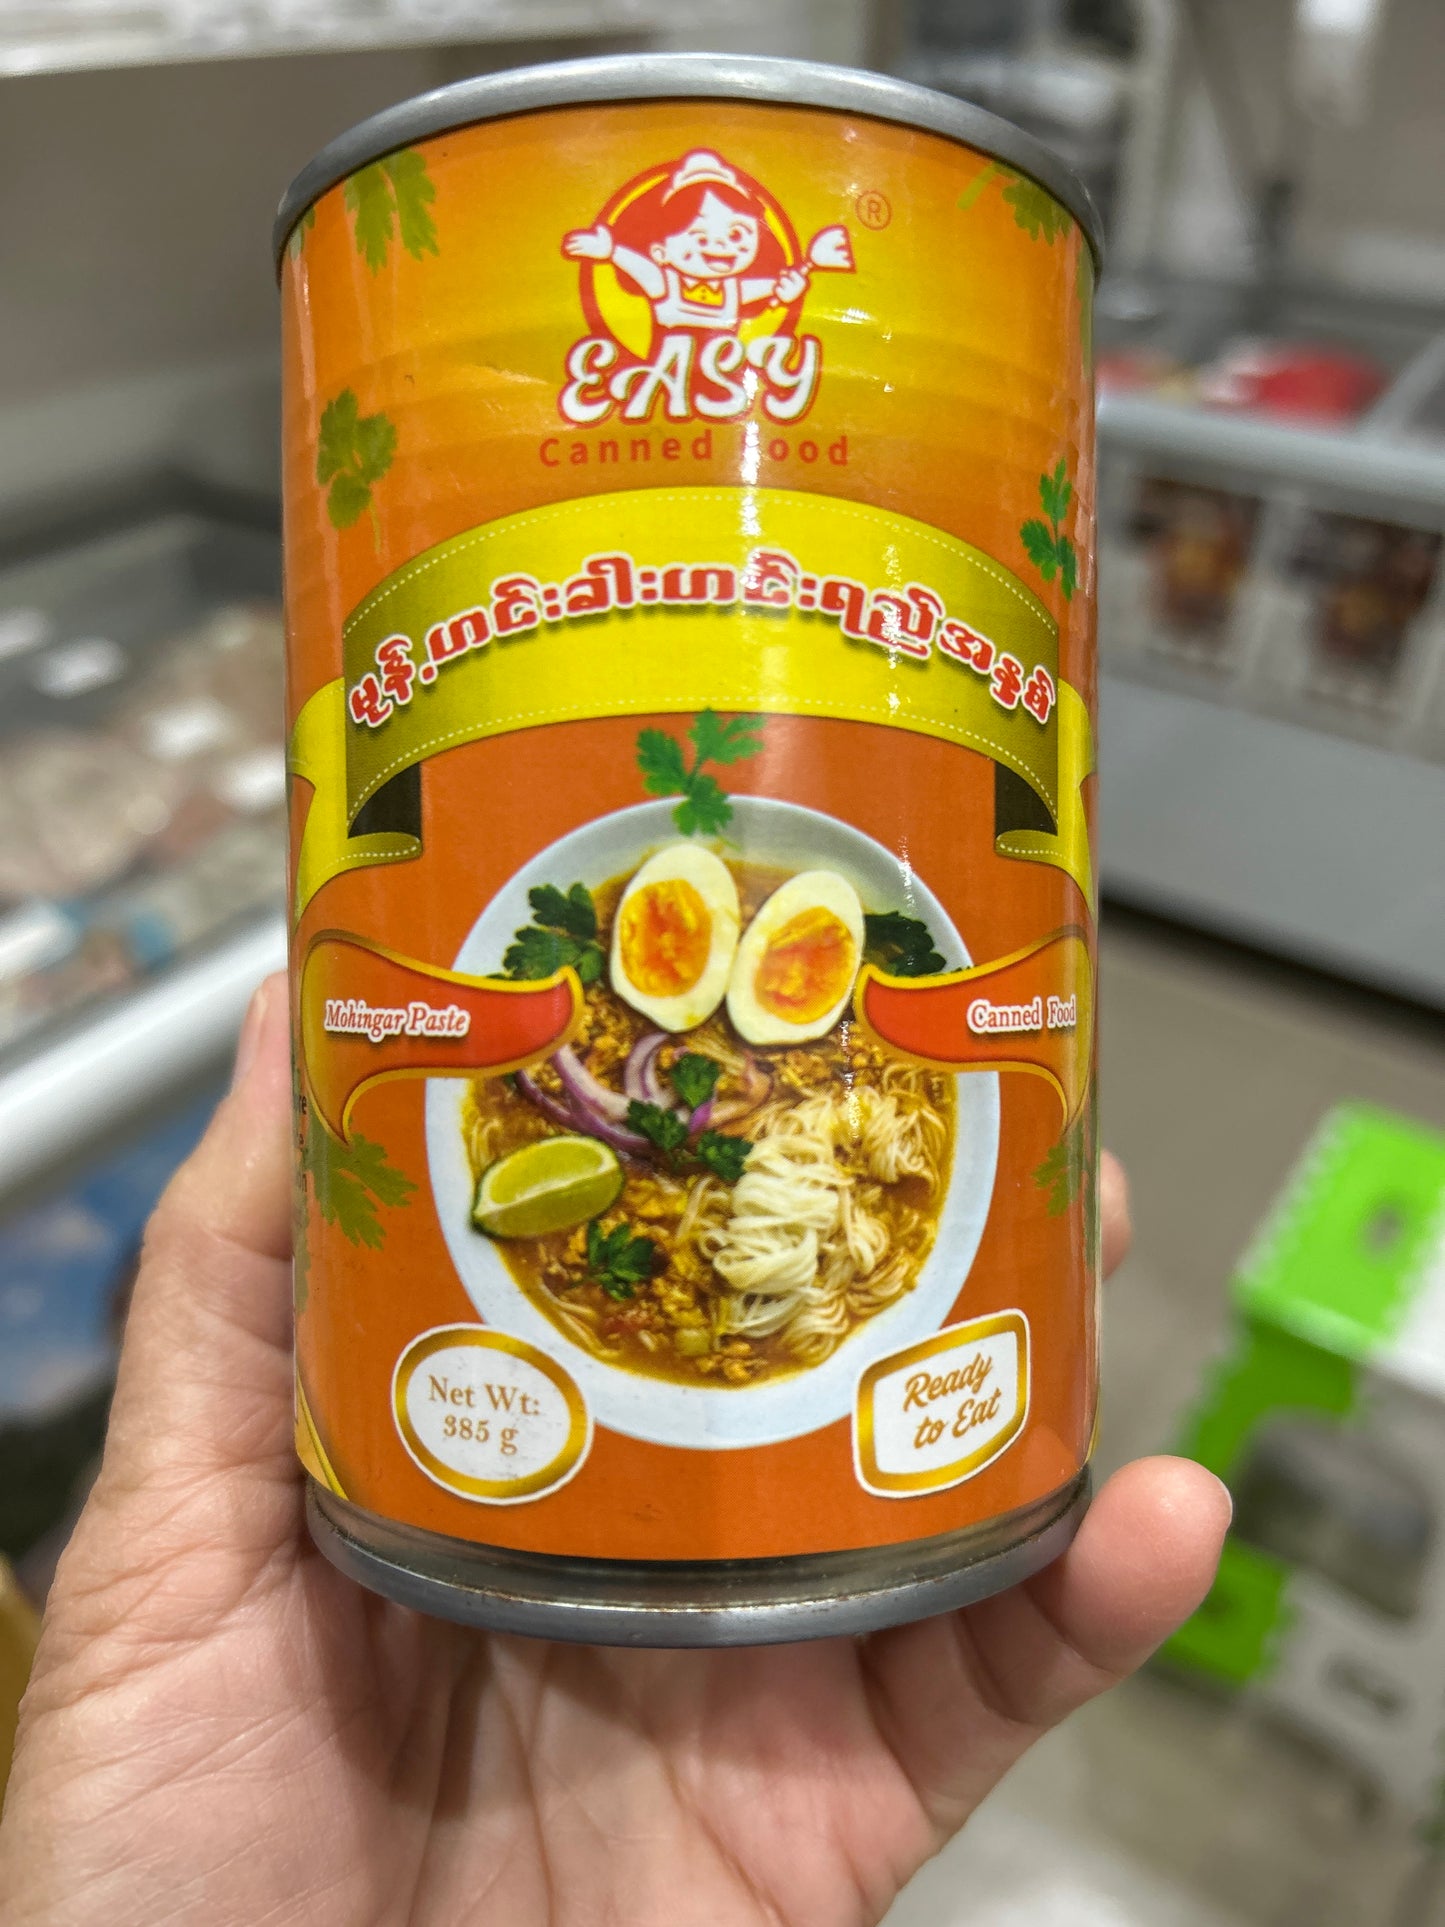 ®
EASY
Canned Food
မုန့်ဟင်းခါးဟင်းရည်အနှစ်
Mohingar Paste
Canned Food
Net Wt:
385 g
Ready
to Eat